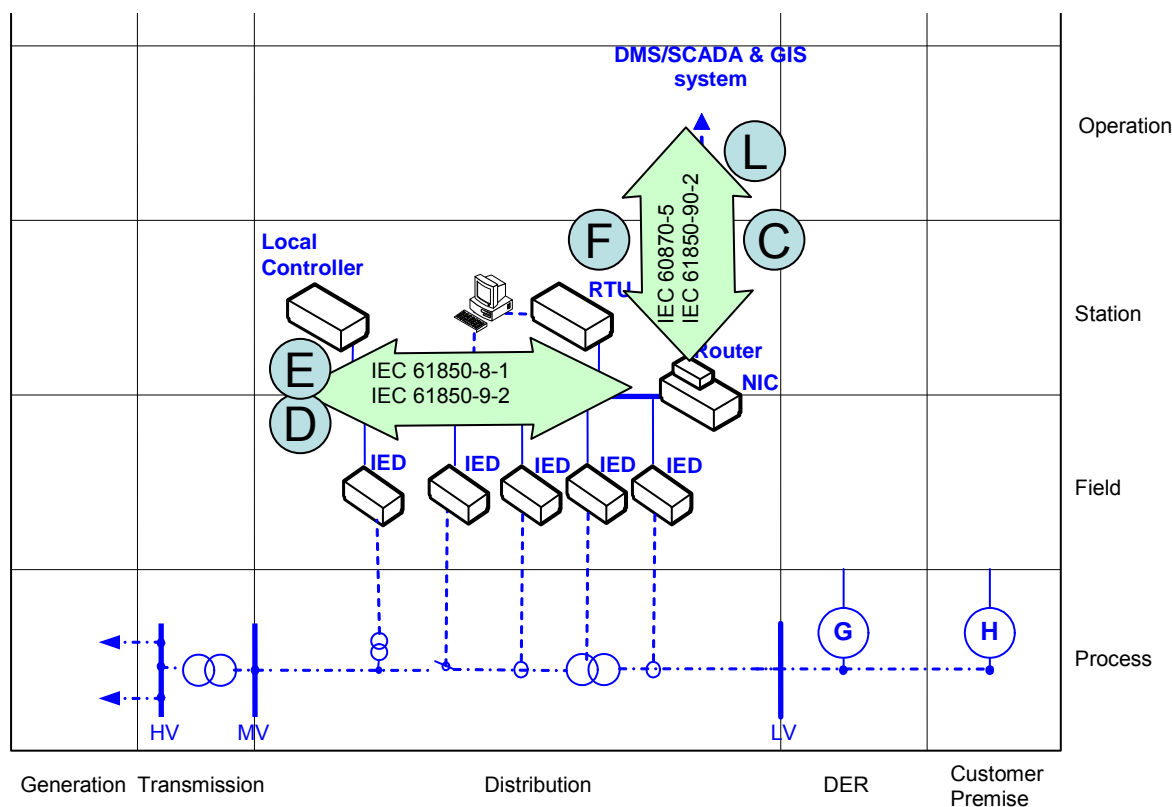 DMS/SCADA & GIS
system
Operation
L
F
C
IEC 60870-5
IEC 61850-90-2
Local
Controller
RTU
Station
Router
NIC
E
D
IEC 61850-8-1
IEC 61850-9-2
IED
IED
IED
IED
IED
Field
G
H
Process
HV
MV
LV
Generation
Transmission
Distribution
DER
Customer
Premise